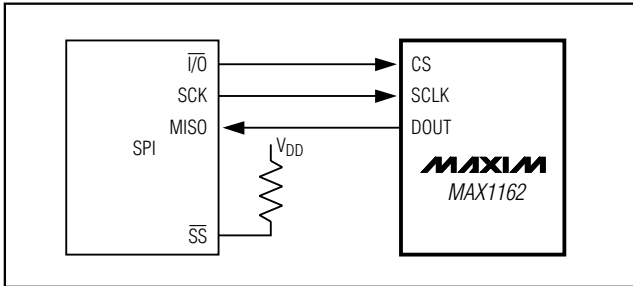 I/O
CS
SCK
SCLK
MISO
DOUT
SPI
VDD
MAXIM
MAX1162
SS